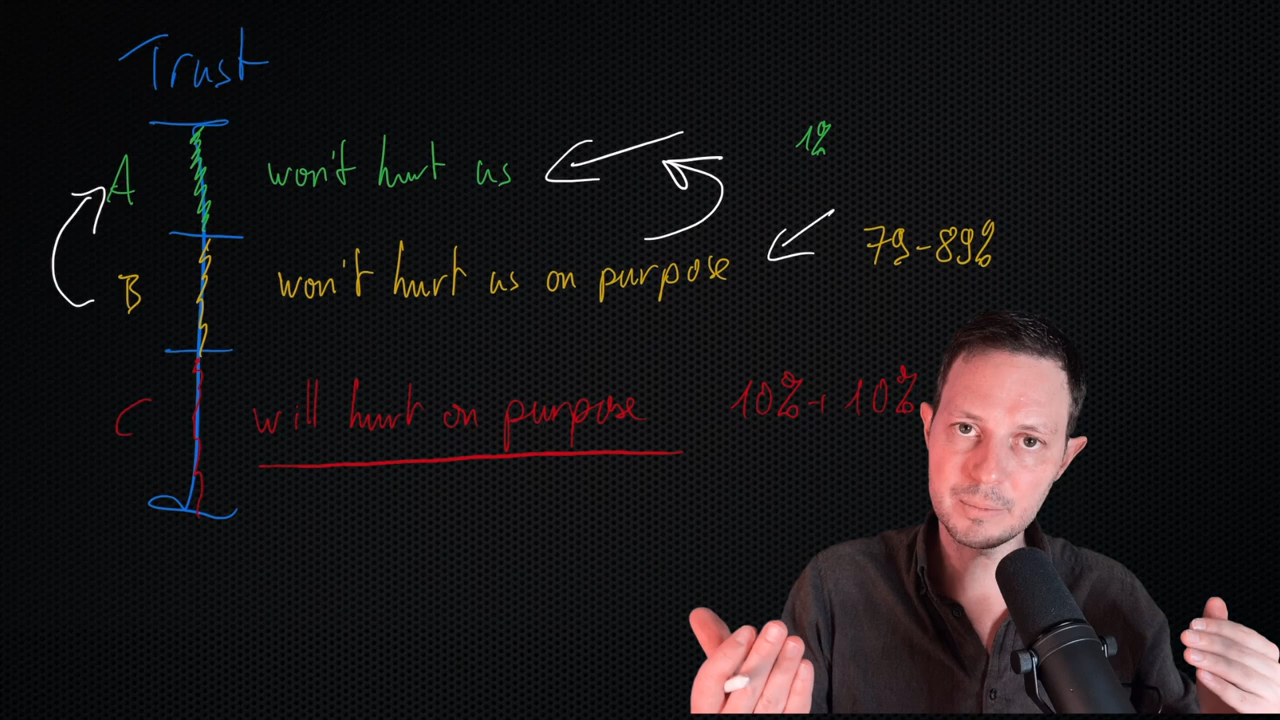 Trust
A won't hurt us 1%
B won't hurt us on purpose 79-89%
C will hurt on purpose 10%+10%